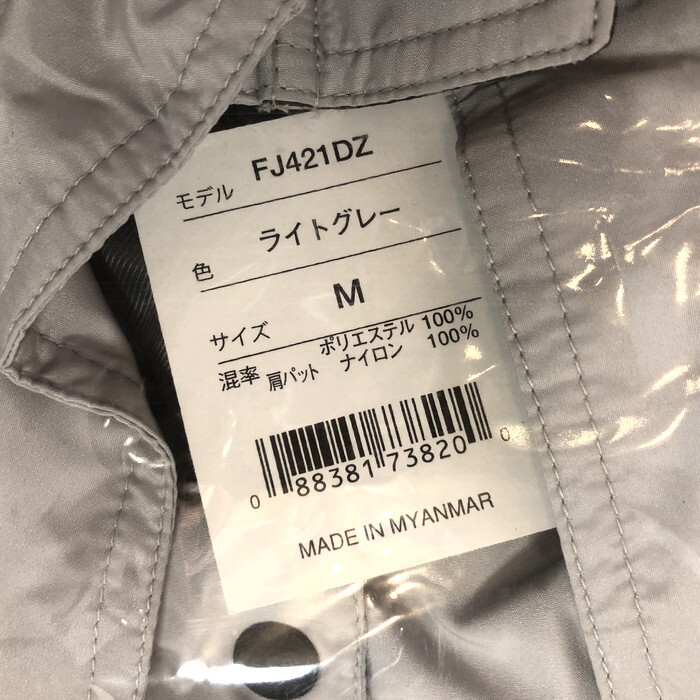 モデル FJ421DZ
色 ライトグレー
サイズ M
混率 ポリエステル 100%
肩パット ナイロン 100%
0 88381 73820 0
MADE IN MYANMAR